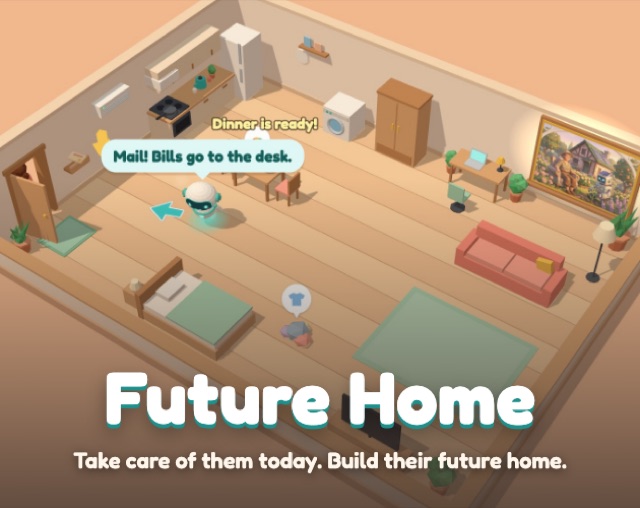 Dinner is ready!
Mail! Bills go to the desk.
Future Home
Take care of them today. Build their future home.